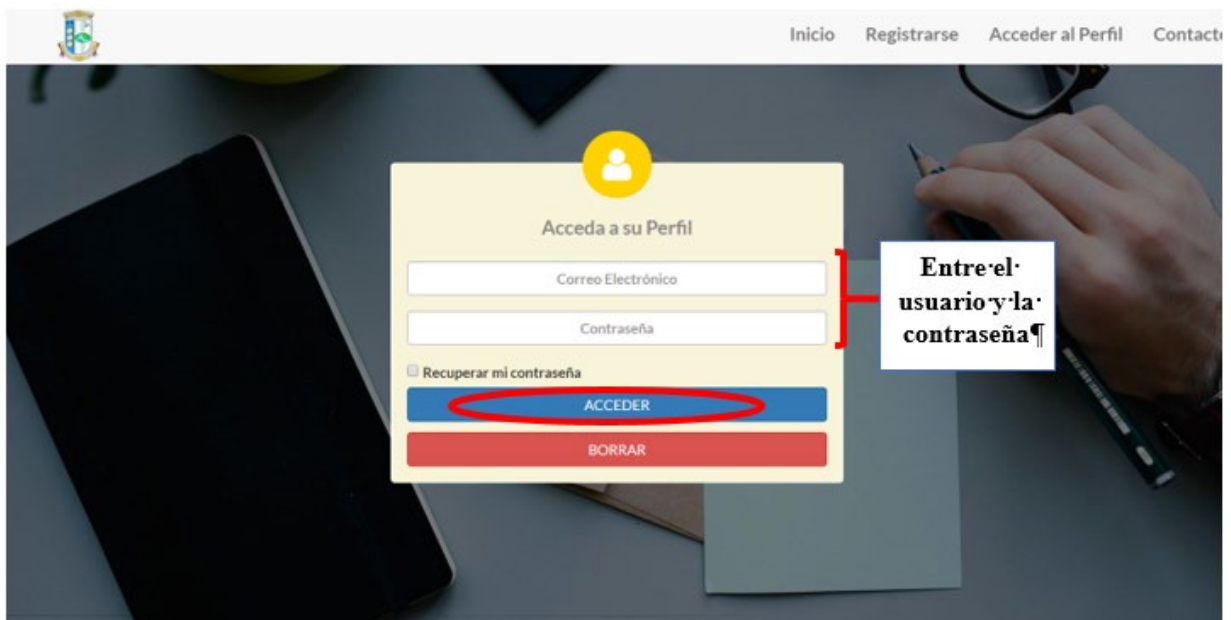 Inicio Registrarse Acceder al Perfil Contacto
Acceda a su Perfil
Correo Electrónico
Entre·el·
usuario·y·la·
contraseña¶
Contraseña
Recuperar mi contraseña
ACCEDER
BORRAR